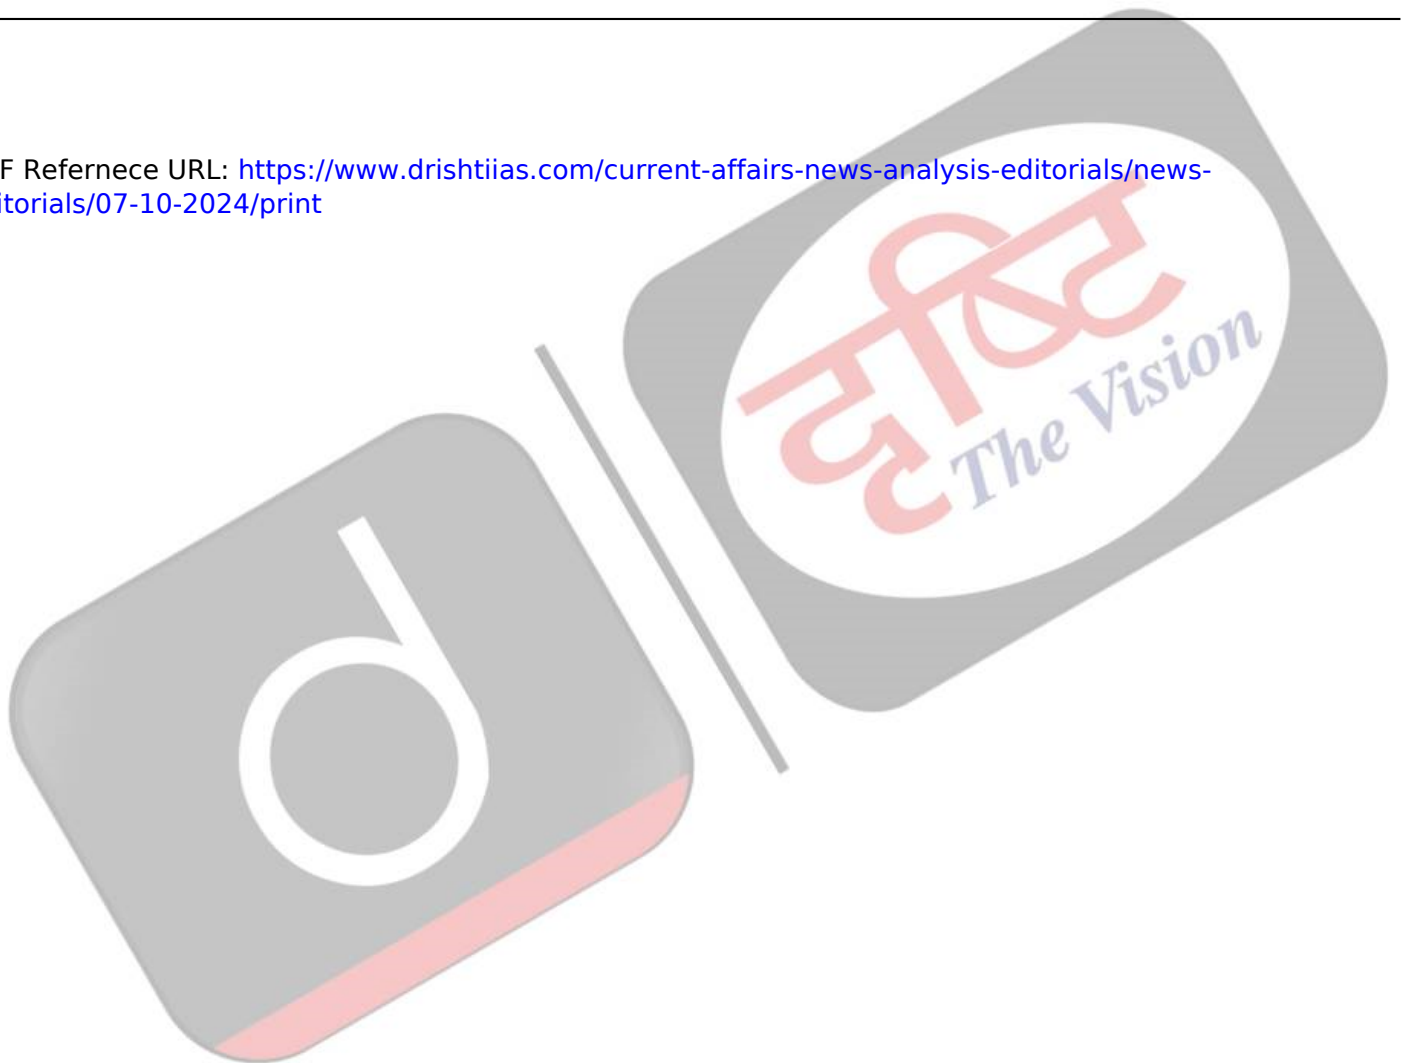 F Refernece URL: https://www.drishtiias.com/current-affairs-news-analysis-editorials/news-
itorials/07-10-2024/print
दृष्टि
The Vision
d